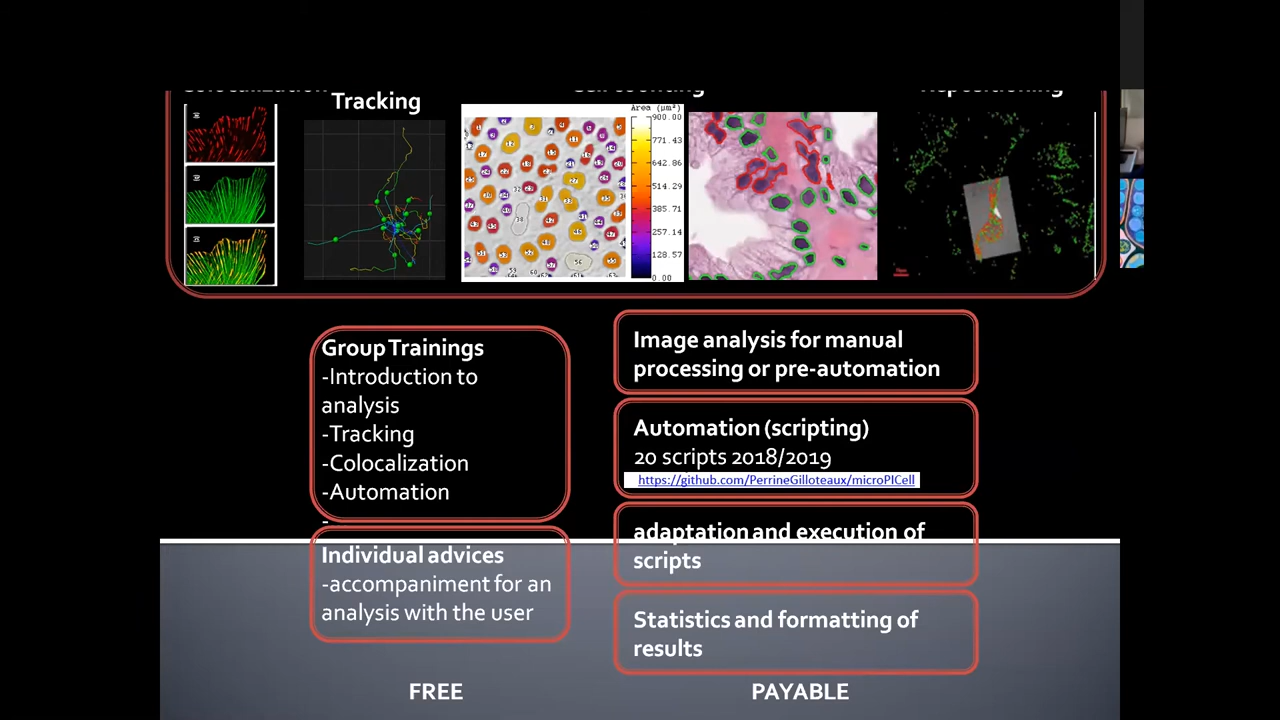 Tracking
Area (µm²)
900.00
771.43
642.86
514.29
385.71
257.14
128.57
0.00
Group Trainings
-Introduction to
analysis
-Tracking
-Colocalization
-Automation
-
Individual advices
-accompaniment for an
analysis with the user
FREE
Image analysis for manual
processing or pre-automation
Automation (scripting)
20 scripts 2018/2019
https://github.com/PerrineGilloteaux/microPICell
adaptation and execution of
scripts
Statistics and formatting of
results
PAYABLE